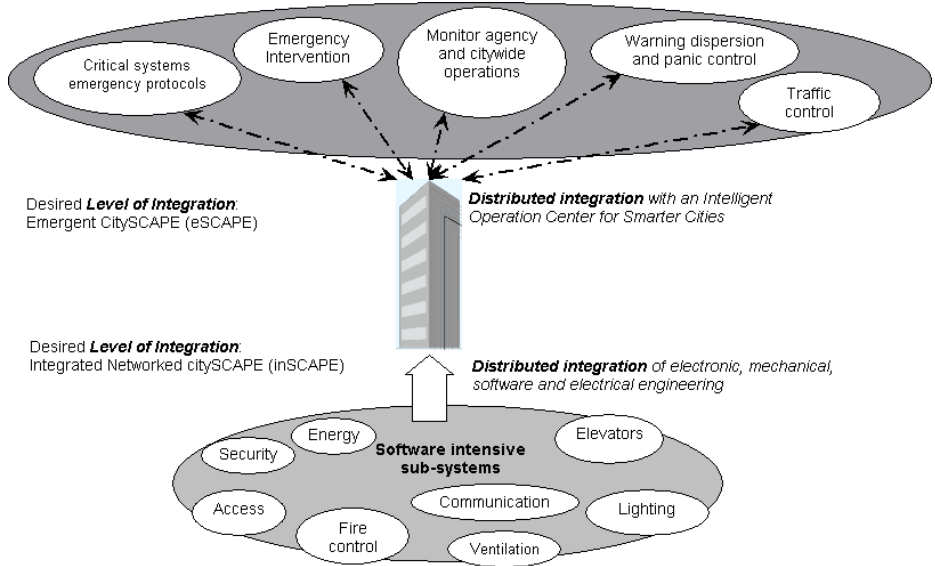 Critical systems
emergency protocols
Emergency
Intervention
Monitor agency
and citywide
operations
Warning dispersion
and panic control
Traffic
control
Desired Level of Integration:
Emergent CitySCAPE (eSCAPE)
Distributed integration with an Intelligent
Operation Center for Smarter Cities
Desired Level of Integration:
Integrated Networked citySCAPE (inSCAPE)
Distributed integration of electronic, mechanical,
software and electrical engineering
Software intensive
sub-systems
Security
Energy
Elevators
Access
Fire
control
Communication
Ventilation
Lighting